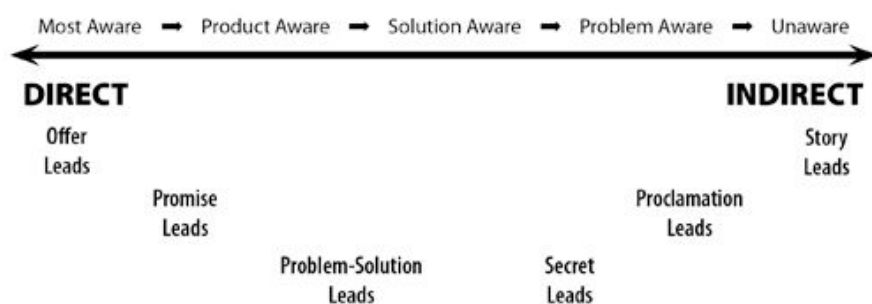 Most Aware ➡ Product Aware ➡ Solution Aware ➡ Problem Aware ➡ Unaware
DIRECT INDIRECT
Offer
Leads
Story
Leads
Promise
Leads
Proclamation
Leads
Problem-Solution
Leads
Secret
Leads